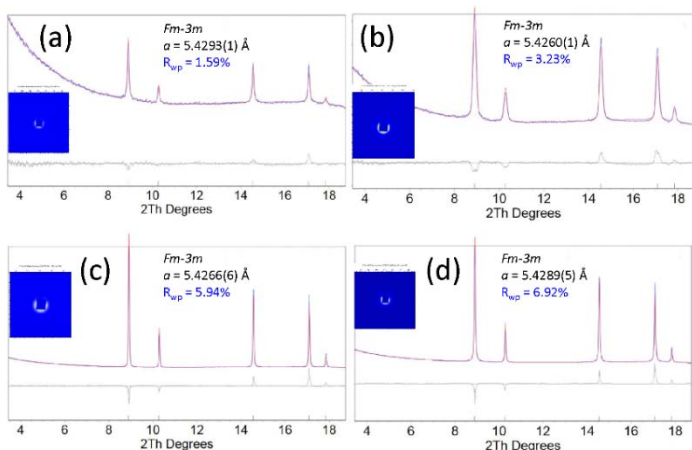 (a)
Fm-3m
a = 5.4293(1) Å
Rwp = 1.59%
4 6 8 10 12 14 16 18
2Th Degrees
(b)
Fm-3m
a = 5.4260(1) Å
Rwp = 3.23%
4 6 8 10 12 14 16 18
2Th Degrees
(c)
Fm-3m
a = 5.4266(6) Å
Rwp = 5.94%
4 6 8 10 12 14 16 18
2Th Degrees
(d)
Fm-3m
a = 5.4289(5) Å
Rwp = 6.92%
4 6 8 10 12 14 16 18
2Th Degrees